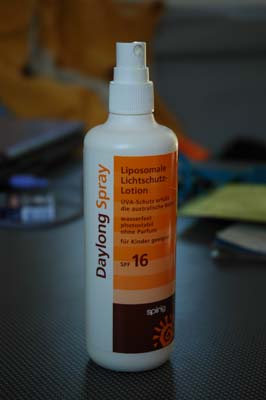 Daylong Spray
Liposomale
Lichtschutz-
Lotion
UVA-Schutz erfüllt
die australische
wasserfest
photostabil
ohne Parfum
für Kinder geeignet
SPF 16
spirig